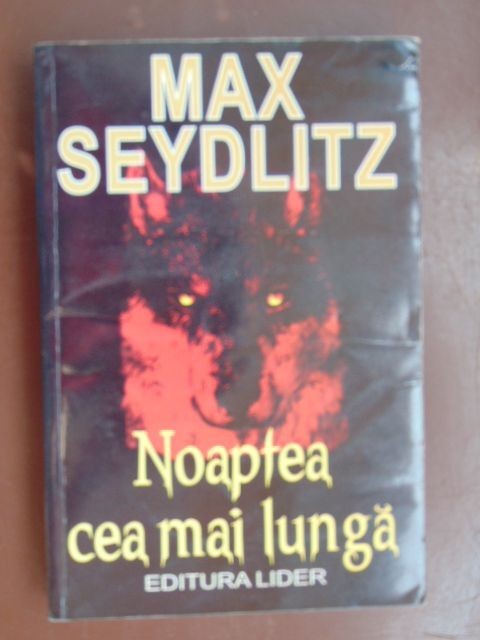 MAX
SEYDLITZ
Noaptea
cea mai lungă
EDITURA LIDER